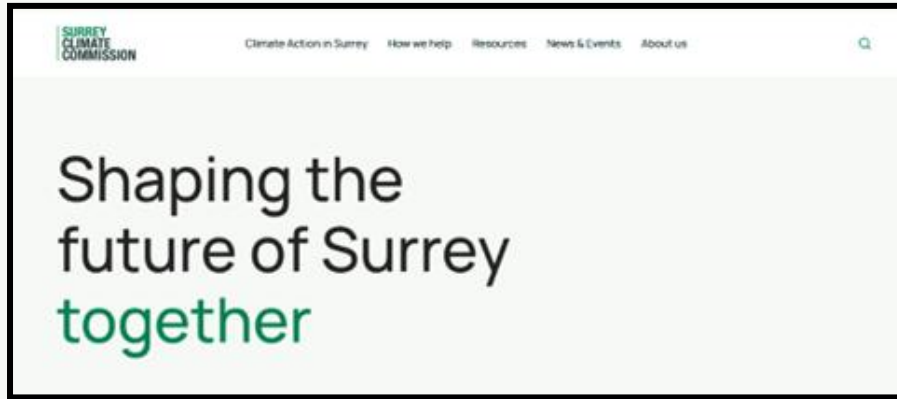 SURREY
CLIMATE
COMMISSION
Climate Action in Surrey How we help Resources News & Events About us
Shaping the
future of Surrey
together